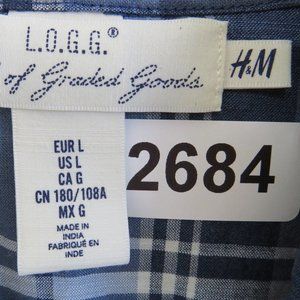 L.O.G.G.®
of Graded Goods
H&M
EUR L
US L
CA G
CN 180/108A
MX G
MADE IN
INDIA
FABRIQUÉ EN
INDE
2684